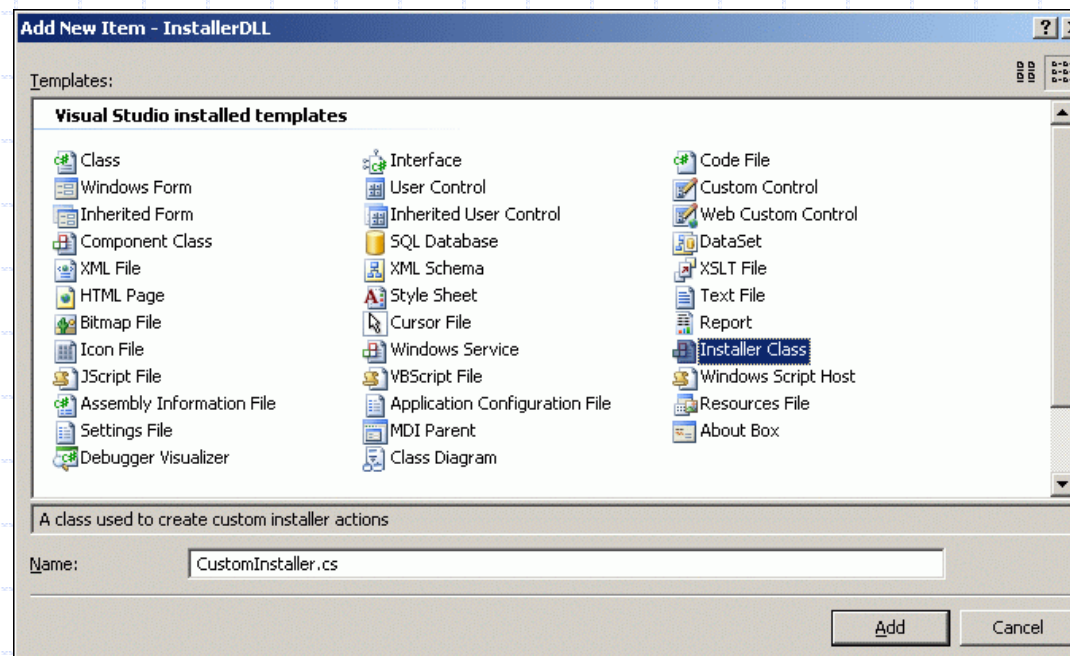 Add New Item - InstallerDLL
Templates:
Visual Studio installed templates
Class Interface Code File
Windows Form User Control Custom Control
Inherited Form Inherited User Control Web Custom Control
Component Class SQL Database DataSet
XML File XML Schema XSLT File
HTML Page Style Sheet Text File
Bitmap File Cursor File Report
Icon File Windows Service Installer Class
JScript File VBScript File Windows Script Host
Assembly Information File Application Configuration File Resources File
Settings File MDI Parent About Box
Debugger Visualizer Class Diagram
A class used to create custom installer actions
Name: CustomInstaller.cs
Add Cancel